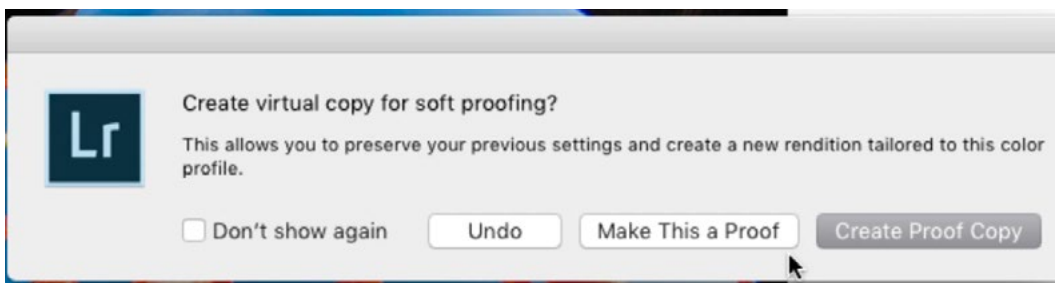 Lr
Create virtual copy for soft proofing?
This allows you to preserve your previous settings and create a new rendition tailored to this color
profile.
Don't show again
Undo
Make This a Proof
Create Proof Copy